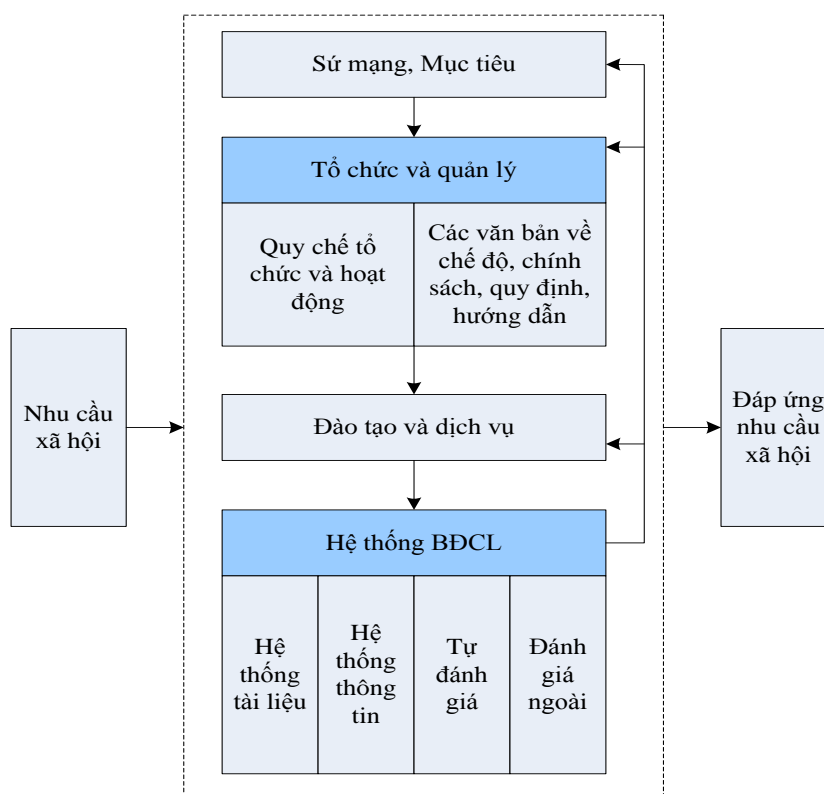 Sứ mạng, Mục tiêu
Tổ chức và quản lý
Quy chế tổ
chức và hoạt
động
Các văn bản về
chế độ, chính
sách, quy định,
hướng dẫn
Nhu cầu
xã hội
Đào tạo và dịch vụ
Đáp ứng
nhu cầu
xã hội
Hệ thống BĐCL
Hệ
thống
tài liệu
Hệ
thống
thông
tin
Tự
đánh
giá
Đánh
giá
ngoài